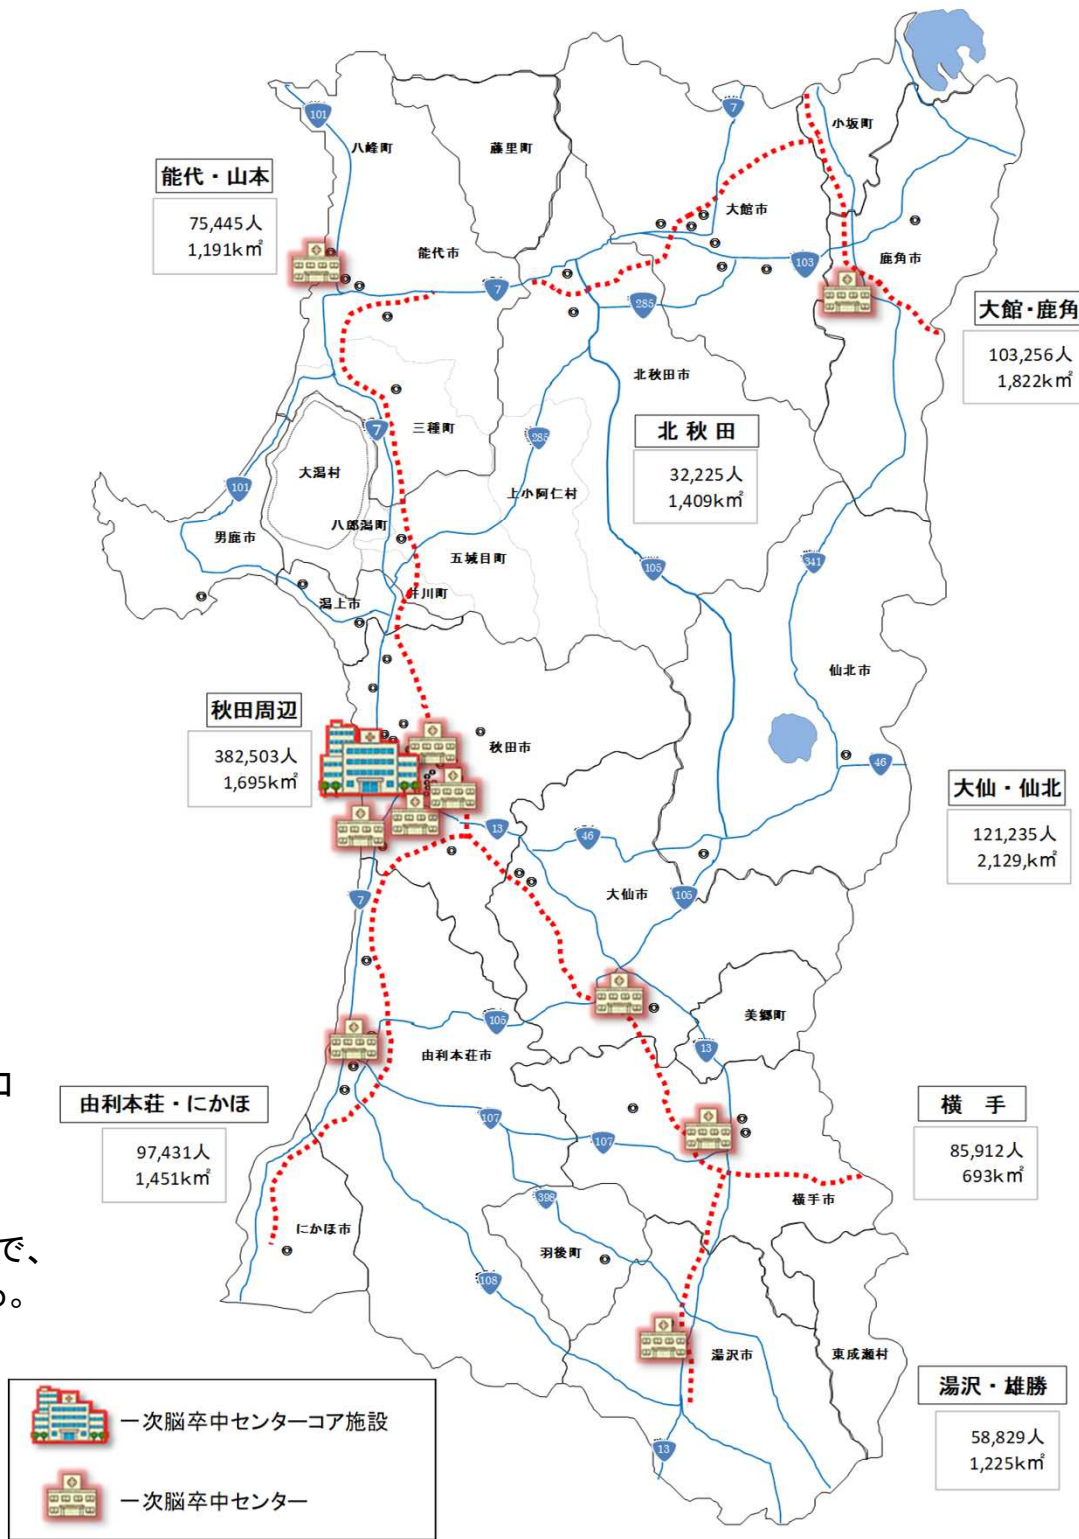 101
7
八峰町
藤里町
小坂町
能代・山本
75,445人
1,191k㎡
大館市
能代市
鹿角市
103
7
285
大館・鹿角
103,256人
1,822k㎡
北秋田市
三種町
7
285
北秋田
32,225人
1,409k㎡
大潟村
101
上小阿仁村
八郎潟町
男鹿市
五城目町
105
341
井川町
潟上市
仙北市
秋田周辺
382,503人
1,695k㎡
秋田市
46
大仙・仙北
121,235人
2,129,k㎡
13
46
大仙市
105
7
美郷町
105
13
由利本荘市
ロ
由利本荘・にかほ
97,431人
1,451k㎡
107
107
横　手
85,912人
693k㎡
398
横手市
にかほ市
で、
羽後町
108
る。
湯沢市
東成瀬村
湯沢・雄勝
58,829人
1,225k㎡
13
一次脳卒中センターコア施設
一次脳卒中センター